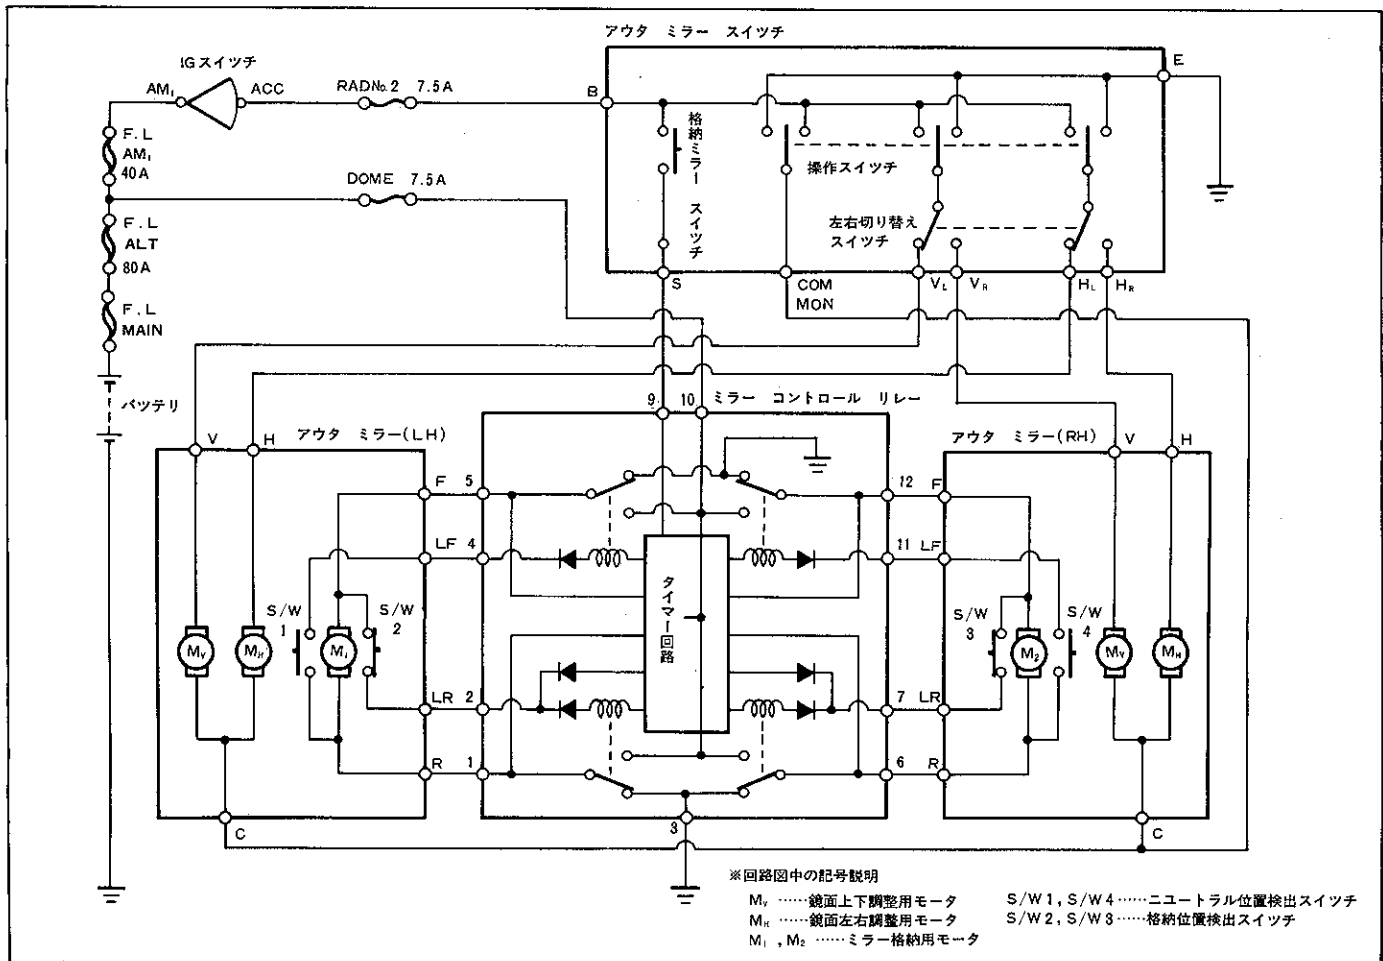 アウタ ミラー スイッチ
IGスイッチ
AM₁
ACC
RADNo.2 7.5A
B
E
F.L
AM₁
40A
格納ミラー スイッチ
操作スイッチ
DOME 7.5A
F.L
ALT
80A
左右切り替え
スイッチ
F.L
MAIN
S
COM
MON
VL
VR
HL
HR
バッテリ
9
10
ミラー コントロール リレー
アウタ ミラー(LH)
V
H
アウタ ミラー(RH)
V
H
F
5
12
F
LF
4
11
LF
タイマー回路
S/W
1
S/W
2
S/W
3
S/W
4
MV
MH
M₁
M₂
MV
MH
LR
2
7
LR
R
1
6
R
C
3
C
※回路図中の記号説明
MV ……鏡面上下調整用モータ
MH ……鏡面左右調整用モータ
M₁ , M₂ ……ミラー格納用モータ
S/W1, S/W4……ニュートラル位置検出スイッチ
S/W2, S/W3……格納位置検出スイッチ